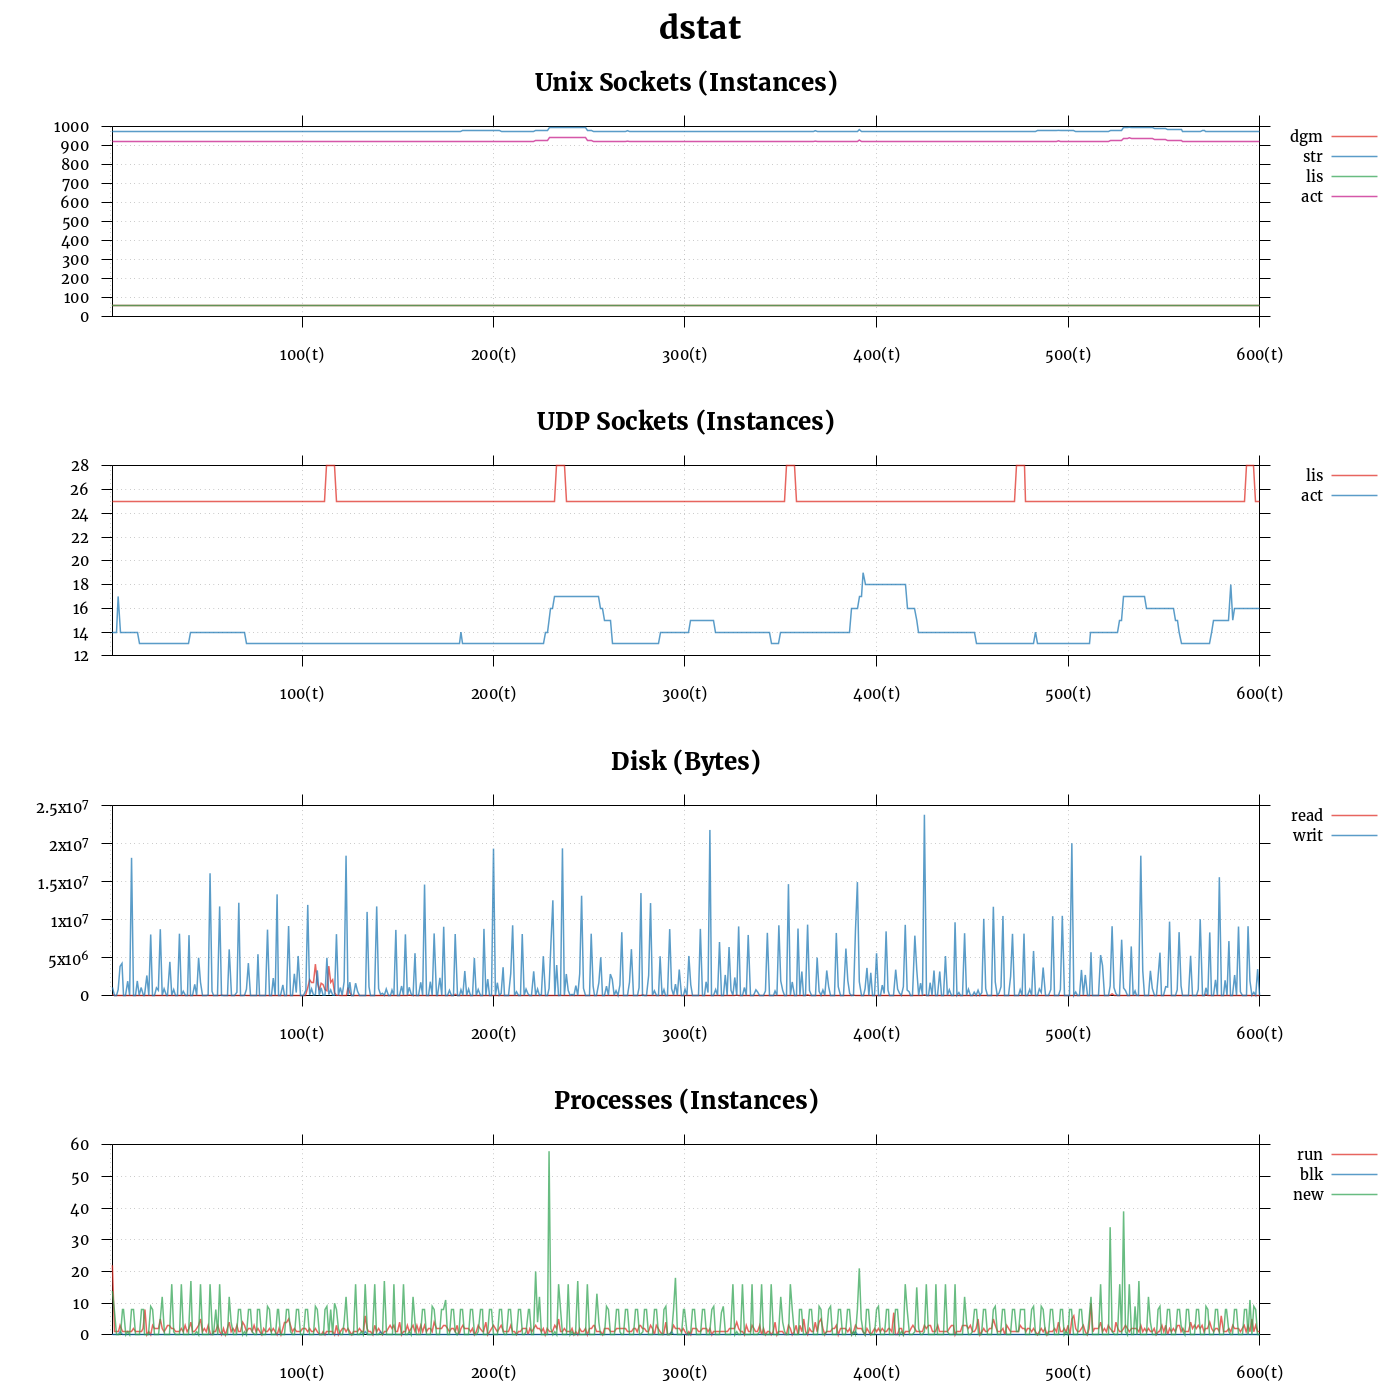 dstat
Unix Sockets (Instances)
1000
900
800
700
600
500
400
300
200
100
0
100(t) 200(t) 300(t) 400(t) 500(t) 600(t)
dgm
str
lis
act
UDP Sockets (Instances)
28
26
24
22
20
18
16
14
12
100(t) 200(t) 300(t) 400(t) 500(t) 600(t)
lis
act
Disk (Bytes)
2.5x10⁷
2x10⁷
1.5x10⁷
1x10⁷
5x10⁶
0
100(t) 200(t) 300(t) 400(t) 500(t) 600(t)
read
writ
Processes (Instances)
60
50
40
30
20
10
0
100(t) 200(t) 300(t) 400(t) 500(t) 600(t)
run
blk
new